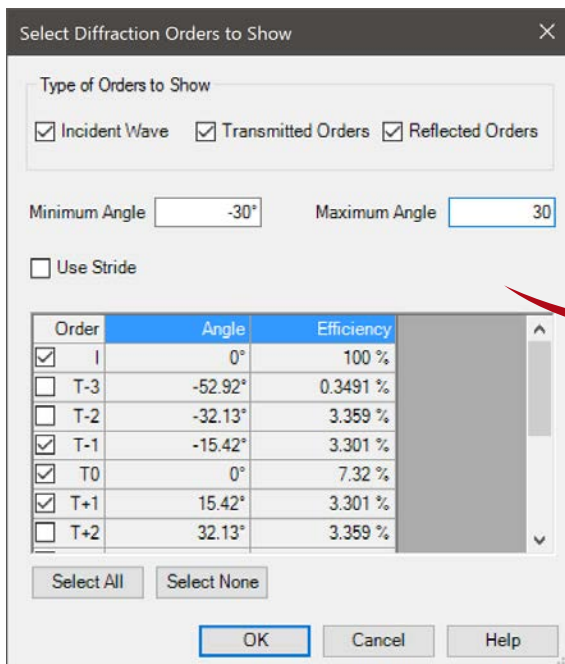 Select Diffraction Orders to Show
Type of Orders to Show
Incident Wave Transmitted Orders Reflected Orders
Minimum Angle -30° Maximum Angle 30
Use Stride
Order Angle Efficiency
I 0° 100 %
T-3 -52.92° 0.3491 %
T-2 -32.13° 3.359 %
T-1 -15.42° 3.301 %
T0 0° 7.32 %
T+1 15.42° 3.301 %
T+2 32.13° 3.359 %
Select All Select None
OK Cancel Help